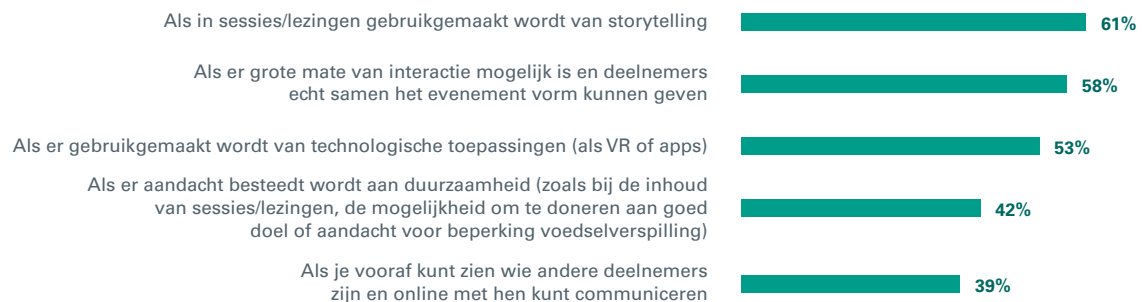 Als in sessies/lezingen gebruikgemaakt wordt van storytelling
61%
Als er grote mate van interactie mogelijk is en deelnemers
echt samen het evenement vorm kunnen geven
58%
Als er gebruikgemaakt wordt van technologische toepassingen (als VR of apps)
53%
Als er aandacht besteedt wordt aan duurzaamheid (zoals bij de inhoud
van sessies/lezingen, de mogelijkheid om te doneren aan goed
doel of aandacht voor beperking voedselverspilling)
42%
Als je vooraf kunt zien wie andere deelnemers
zijn en online met hen kunt communiceren
39%